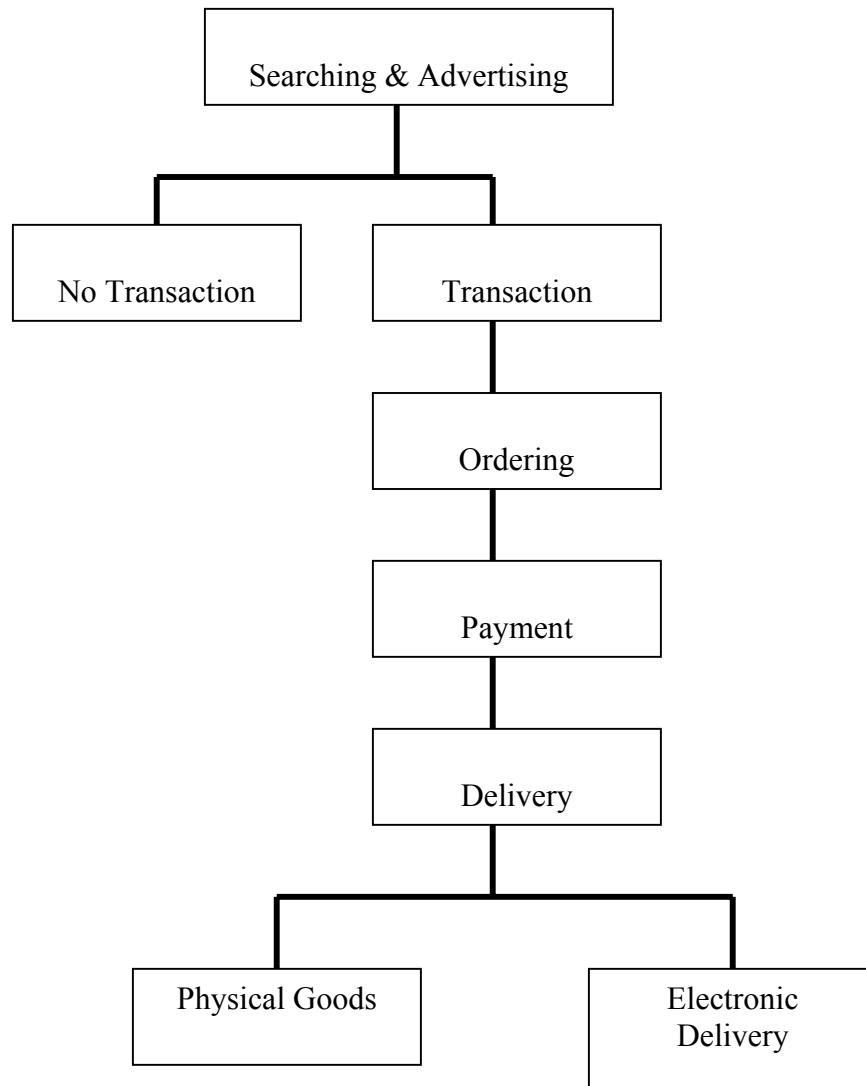 Searching & Advertising
No Transaction
Transaction
Ordering
Payment
Delivery
Physical Goods
Electronic
Delivery